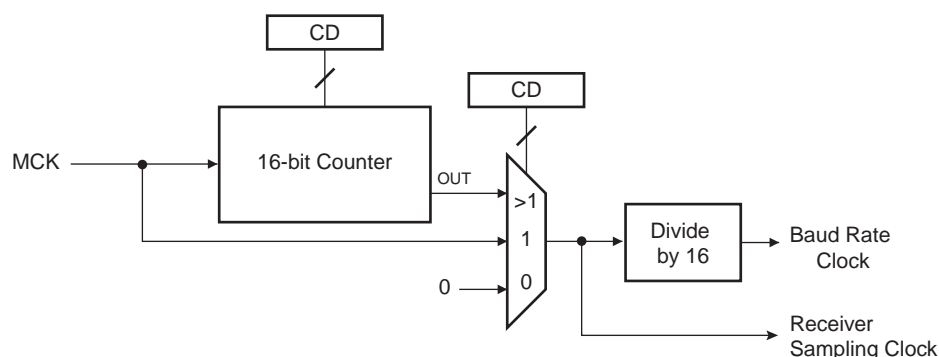 CD
CD
MCK
16-bit Counter
OUT
>1
1
0
0
Divide
by 16
Baud Rate
Clock
Receiver
Sampling Clock